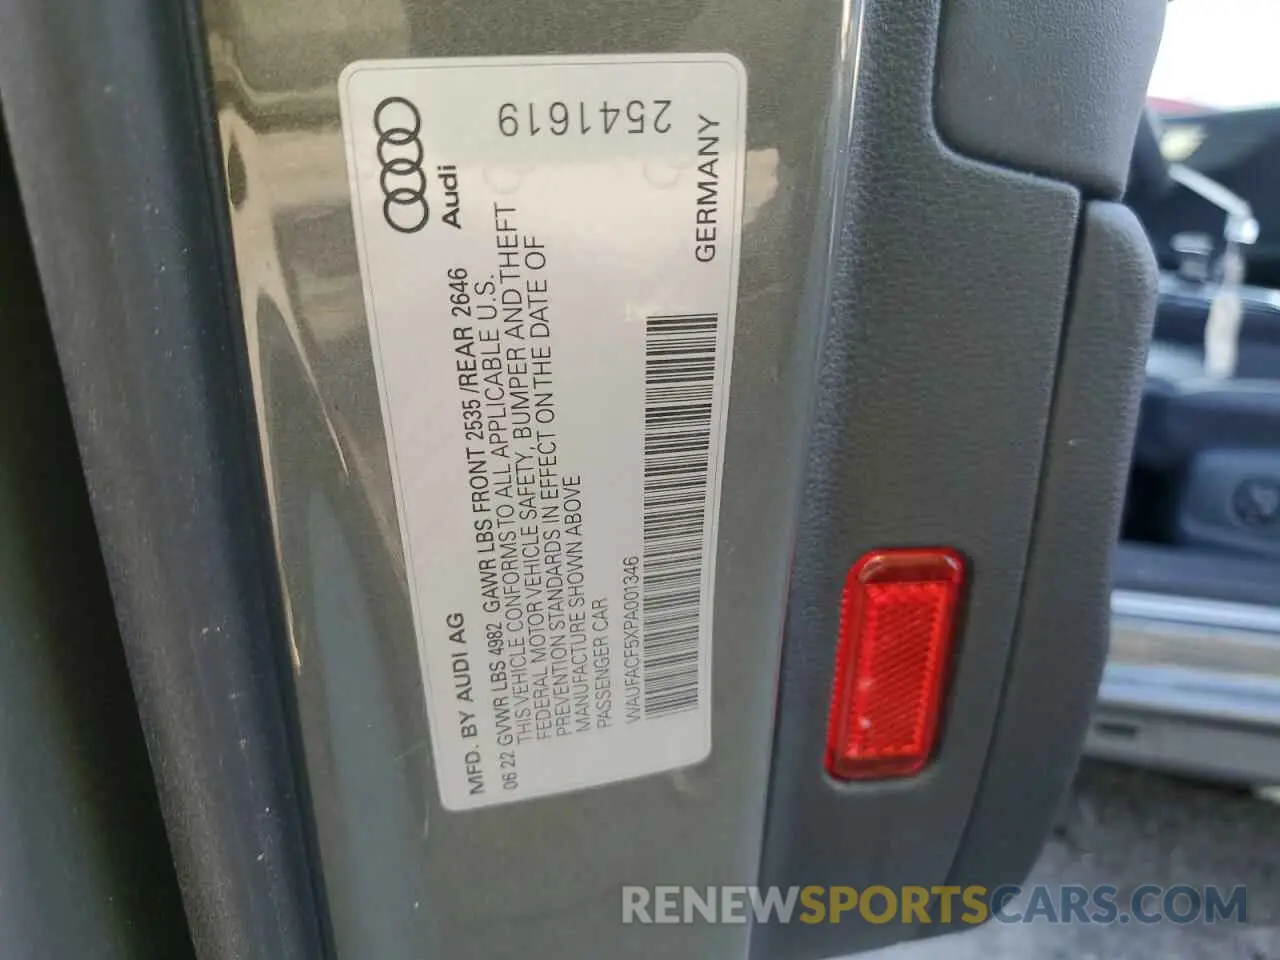 2541619
Audi
MFD. BY AUDI AG
06 22 GVWR LBS 4982 GAWR LBS FRONT 2535 /REAR 2646
THIS VEHICLE CONFORMS TO ALL APPLICABLE U.S.
FEDERAL MOTOR VEHICLE SAFETY, BUMPER AND THEFT
PREVENTION STANDARDS IN EFFECT ON THE DATE OF
MANUFACTURE SHOWN ABOVE
PASSENGER CAR
WAUFACF5XPA001346
GERMANY
RENEWSPORTSCARS.COM